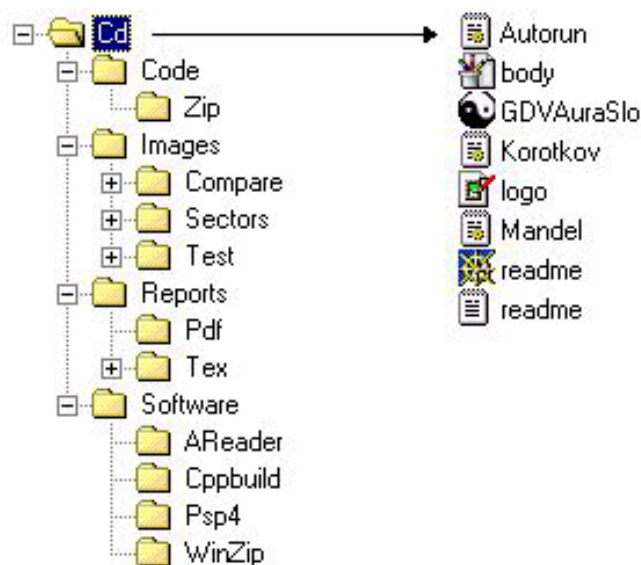 Cd
Code
Zip
Images
Compare
Sectors
Test
Reports
Pdf
Tex
Software
AReader
Cppbuild
Psp4
WinZip
Autorun
body
GDVAuraSlo
Korotkov
logo
Mandel
readme
readme